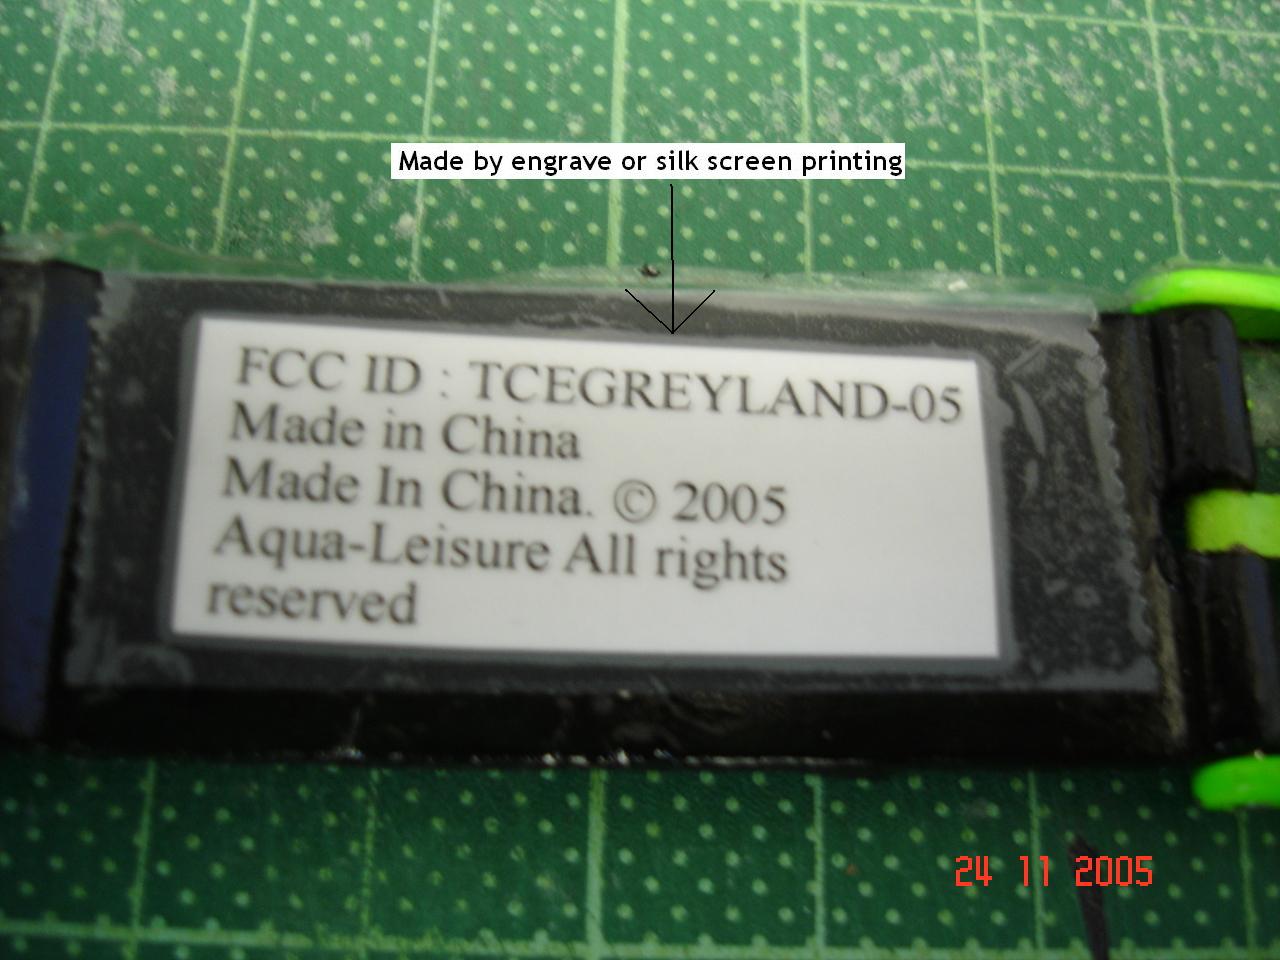 Made by engrave or silk screen printing
FCC ID : TCEGREYLAND-05
Made in China
Made In China. © 2005
Aqua-Leisure All rights
reserved
24 11 2005